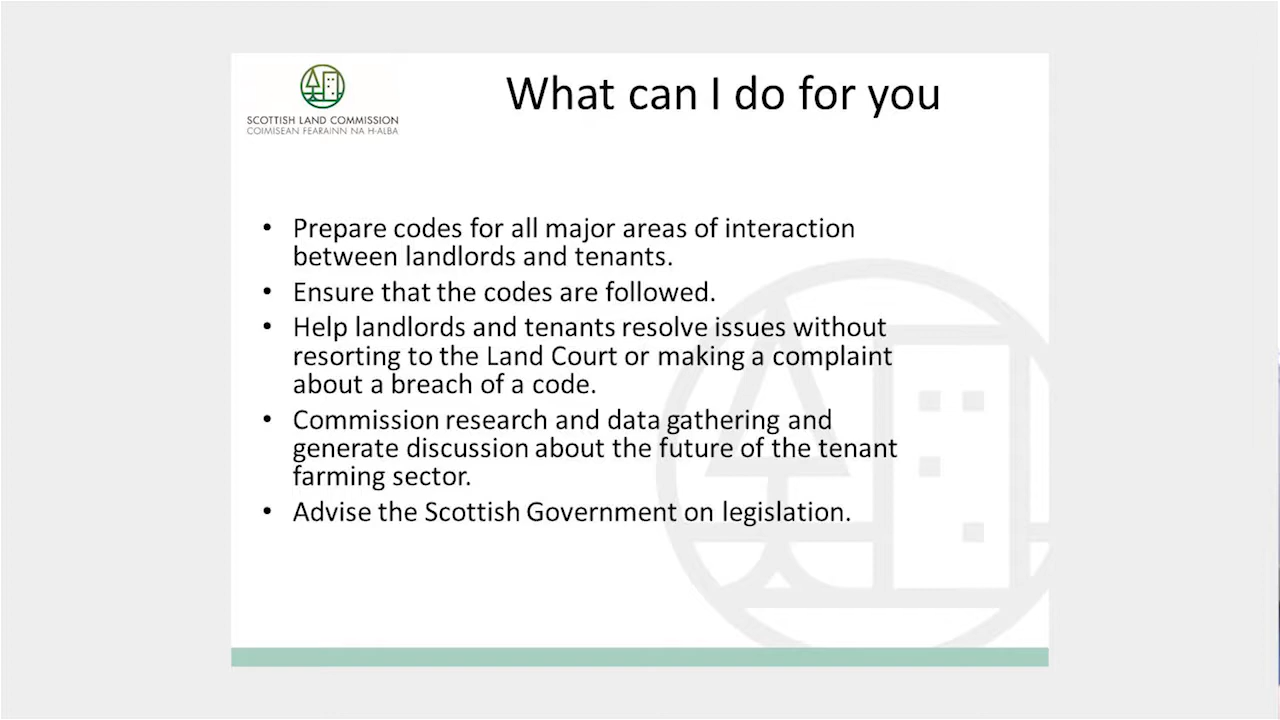 SCOTTISH LAND COMMISSION
COIMISEAN FEARAINN NA H-ALBA
What can I do for you
• Prepare codes for all major areas of interaction
between landlords and tenants.
• Ensure that the codes are followed.
• Help landlords and tenants resolve issues without
resorting to the Land Court or making a complaint
about a breach of a code.
• Commission research and data gathering and
generate discussion about the future of the tenant
farming sector.
• Advise the Scottish Government on legislation.